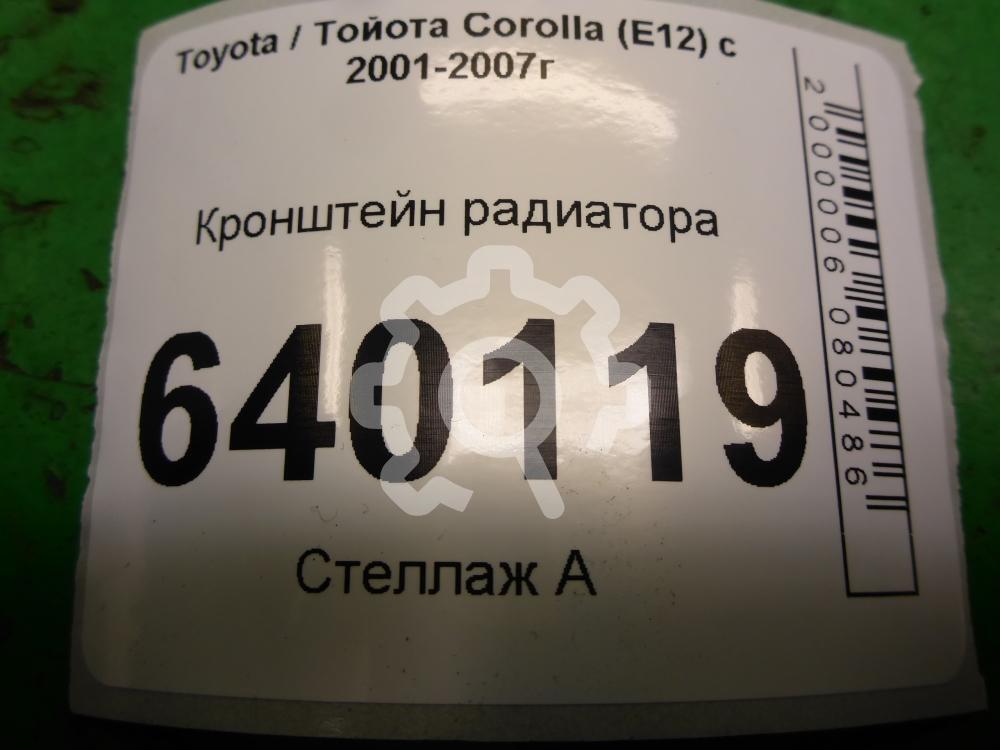 Toyota / Тойота Corolla (E12) с
2001-2007г
Кронштейн радиатора
640119
Стеллаж А
2000006080486